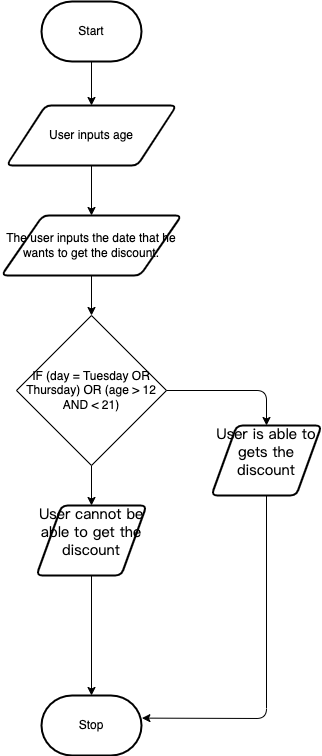 Start
User inputs age
The user inputs the date that he
wants to get the discount.
IF (day = Tuesday OR
Thursday) OR (age > 12
AND < 21)
User is able to
gets the
discount
User cannot be
able to get the
discount
Stop